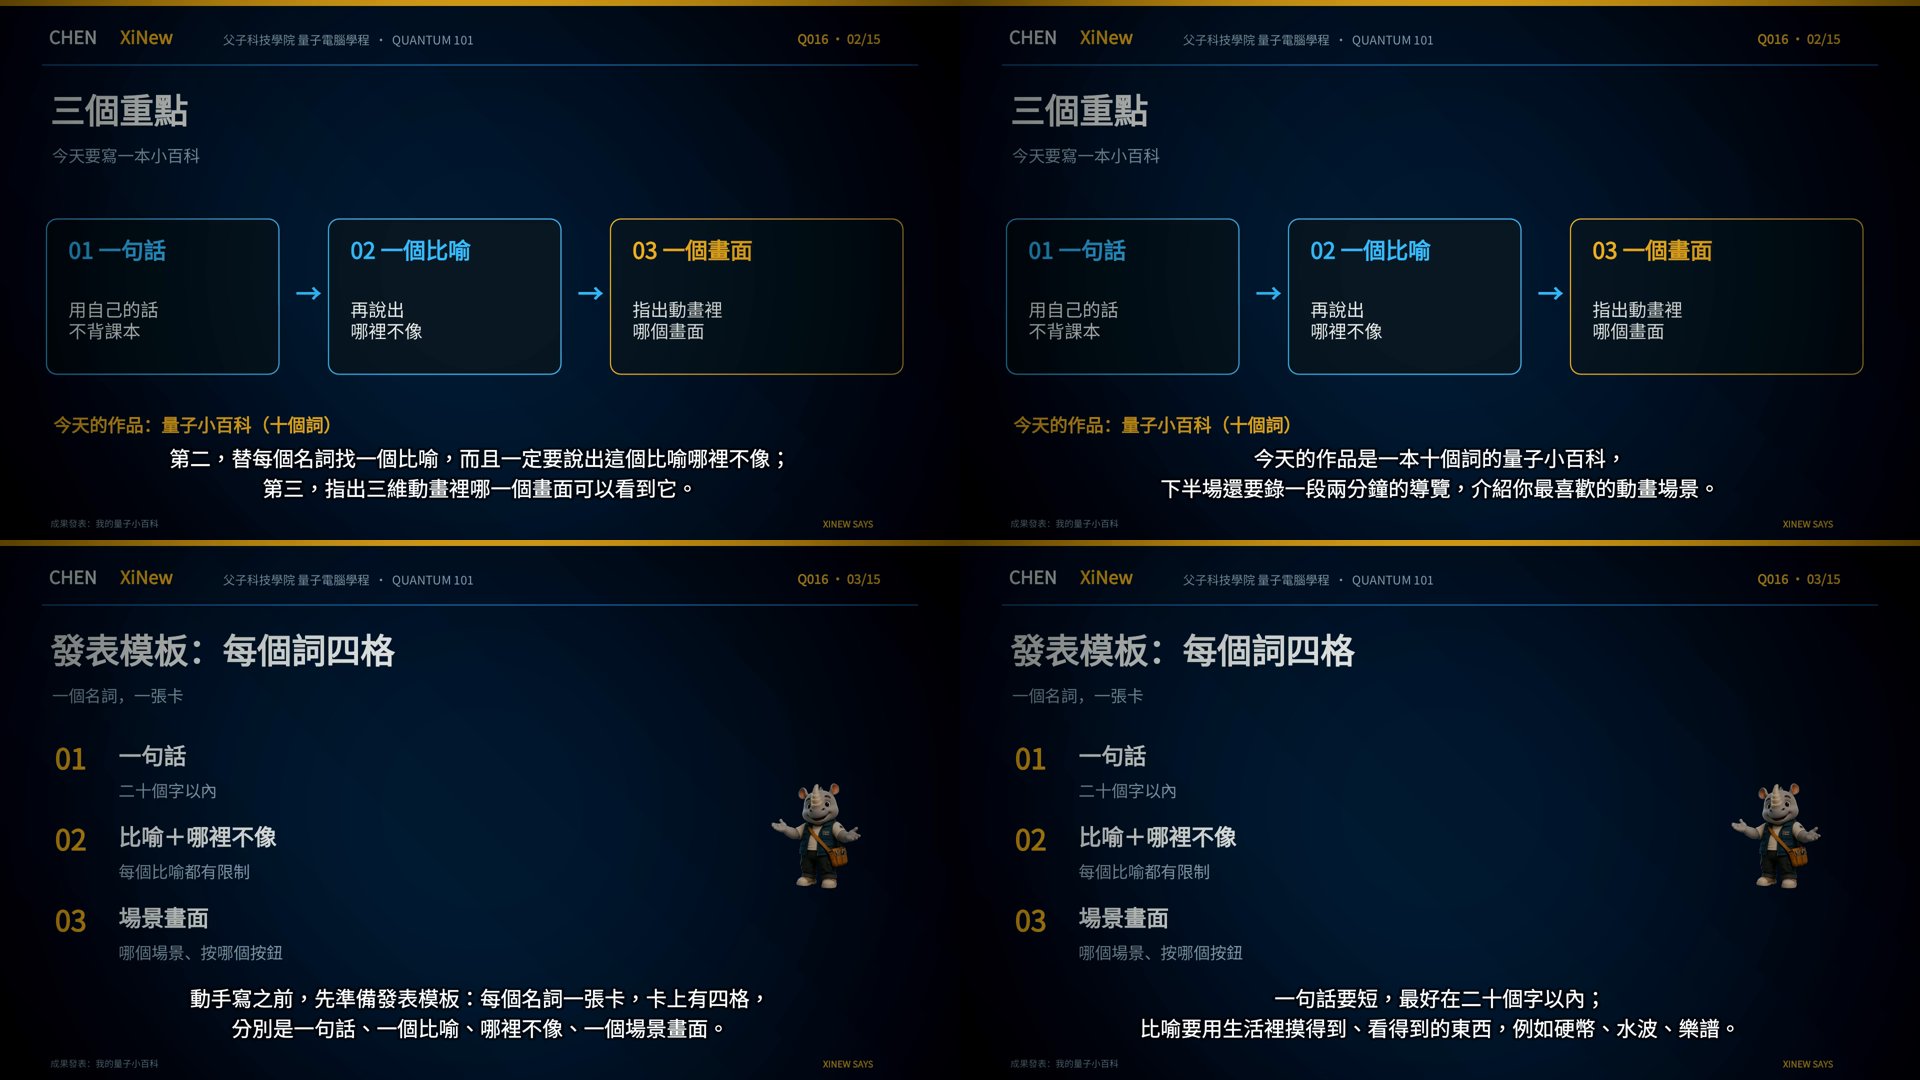 CHEN XiNew 父子科技學院 量子電腦學程 · QUANTUM 101 Q016 · 02/15
三個重點
今天要寫一本小百科
01 一句話
用自己的話
不背課本
→
02 一個比喻
再說出
哪裡不像
→
03 一個畫面
指出動畫裡
哪個畫面
今天的作品：量子小百科（十個詞）
第二，替每個名詞找一個比喻，而且一定要說出這個比喻哪裡不像；
第三，指出三維動畫裡哪一個畫面可以看到它。
成果發表：我的量子小百科 XINEW SAYS
CHEN XiNew 父子科技學院 量子電腦學程 · QUANTUM 101 Q016 · 02/15
三個重點
今天要寫一本小百科
01 一句話
用自己的話
不背課本
→
02 一個比喻
再說出
哪裡不像
→
03 一個畫面
指出動畫裡
哪個畫面
今天的作品：量子小百科（十個詞）
今天的作品是一本十個詞的量子小百科，
下半場還要錄一段兩分鐘的導覽，介紹你最喜歡的動畫場景。
成果發表：我的量子小百科 XINEW SAYS
CHEN XiNew 父子科技學院 量子電腦學程 · QUANTUM 101 Q016 · 03/15
發表模板：每個詞四格
一個名詞，一張卡
01 一句話
二十個字以內
02 比喻＋哪裡不像
每個比喻都有限制
03 場景畫面
哪個場景、按哪個按鈕
動手寫之前，先準備發表模板：每個名詞一張卡，卡上有四格，
分別是一句話、一個比喻、哪裡不像、一個場景畫面。
成果發表：我的量子小百科 XINEW SAYS
CHEN XiNew 父子科技學院 量子電腦學程 · QUANTUM 101 Q016 · 03/15
發表模板：每個詞四格
一個名詞，一張卡
01 一句話
二十個字以內
02 比喻＋哪裡不像
每個比喻都有限制
03 場景畫面
哪個場景、按哪個按鈕
一句話要短，最好在二十個字以內；
比喻要用生活裡摸得到、看得到的東西，例如硬幣、水波、樂譜。
成果發表：我的量子小百科 XINEW SAYS